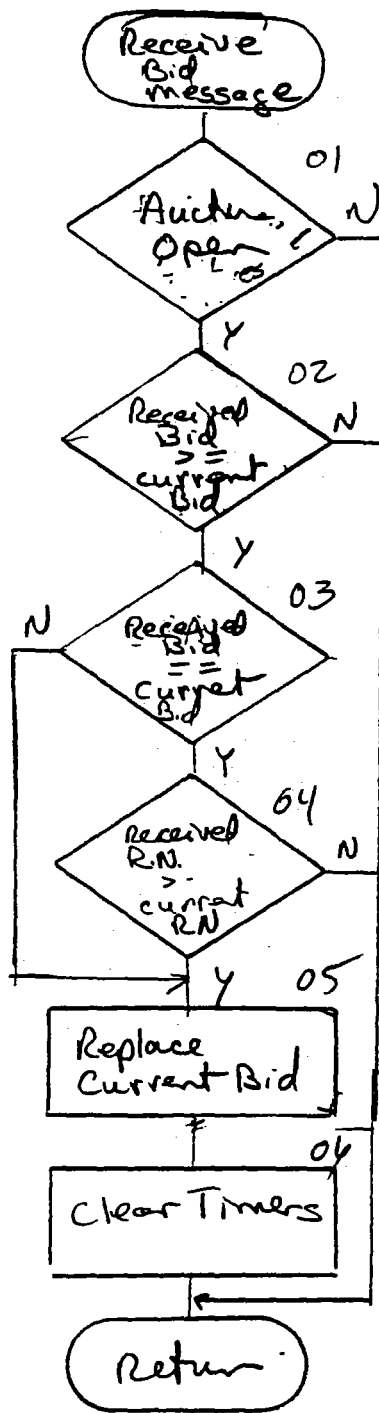 Receive
Bid
message
01
Auction
Open
N
Y
02
Received
Bid
>=
current
Bid
N
Y
03
N
Received
Bid
==
current
Bid
Y
04
Received
R.N.
>
current
RN
N
Y
05
Replace
Current Bid
06
Clear Timers
Return